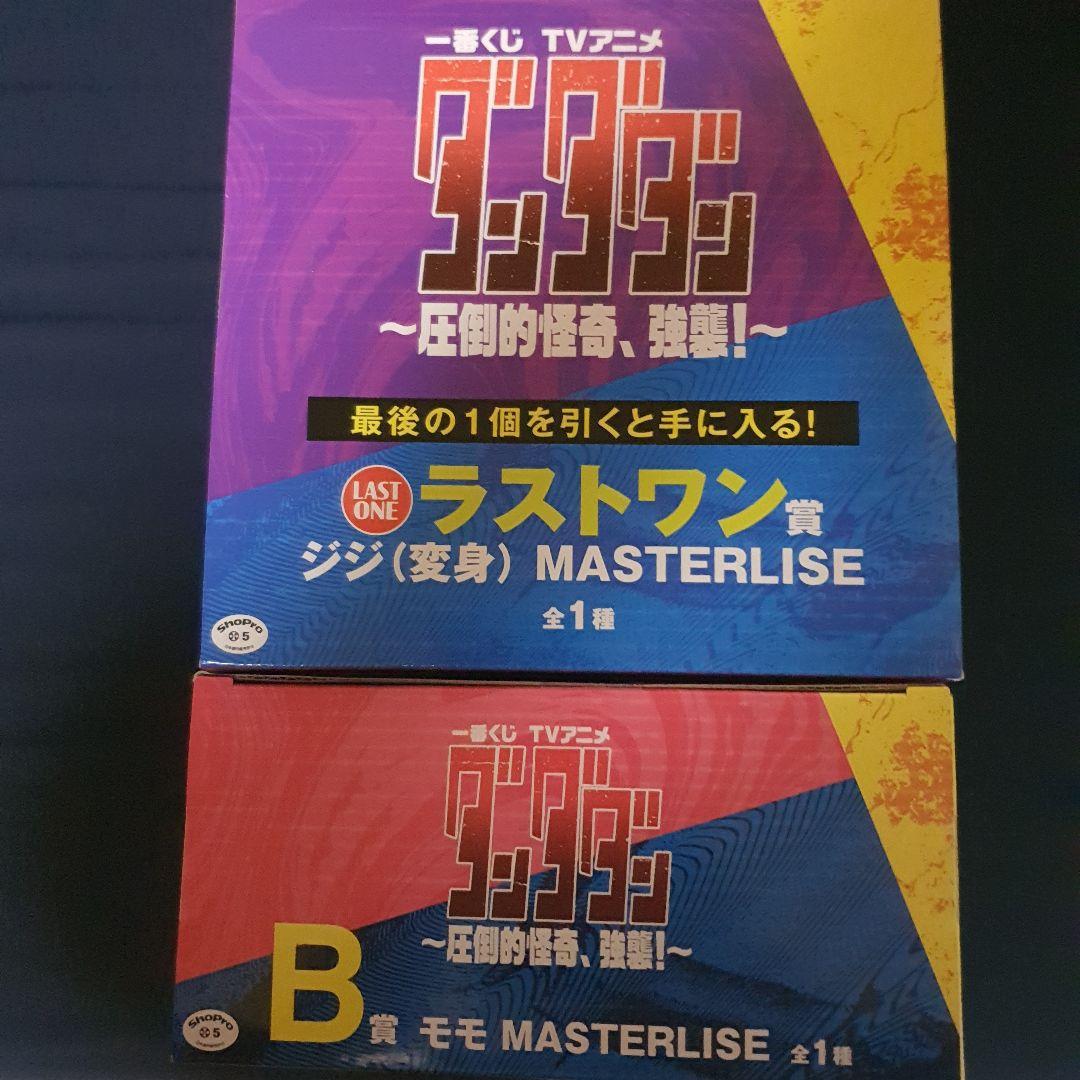 一番くじ TVアニメ
ダンダダン
～圧倒的怪奇、強襲!～
最後の1個を引くと手に入る!
LAST
ONE
ラストワン賞
ジジ(変身) MASTERLISE
全1種
ShoPro
5
一番くじ TVアニメ
ダンダダン
～圧倒的怪奇、強襲!～
B賞 モモ MASTERLISE 全1種
ShoPro
5